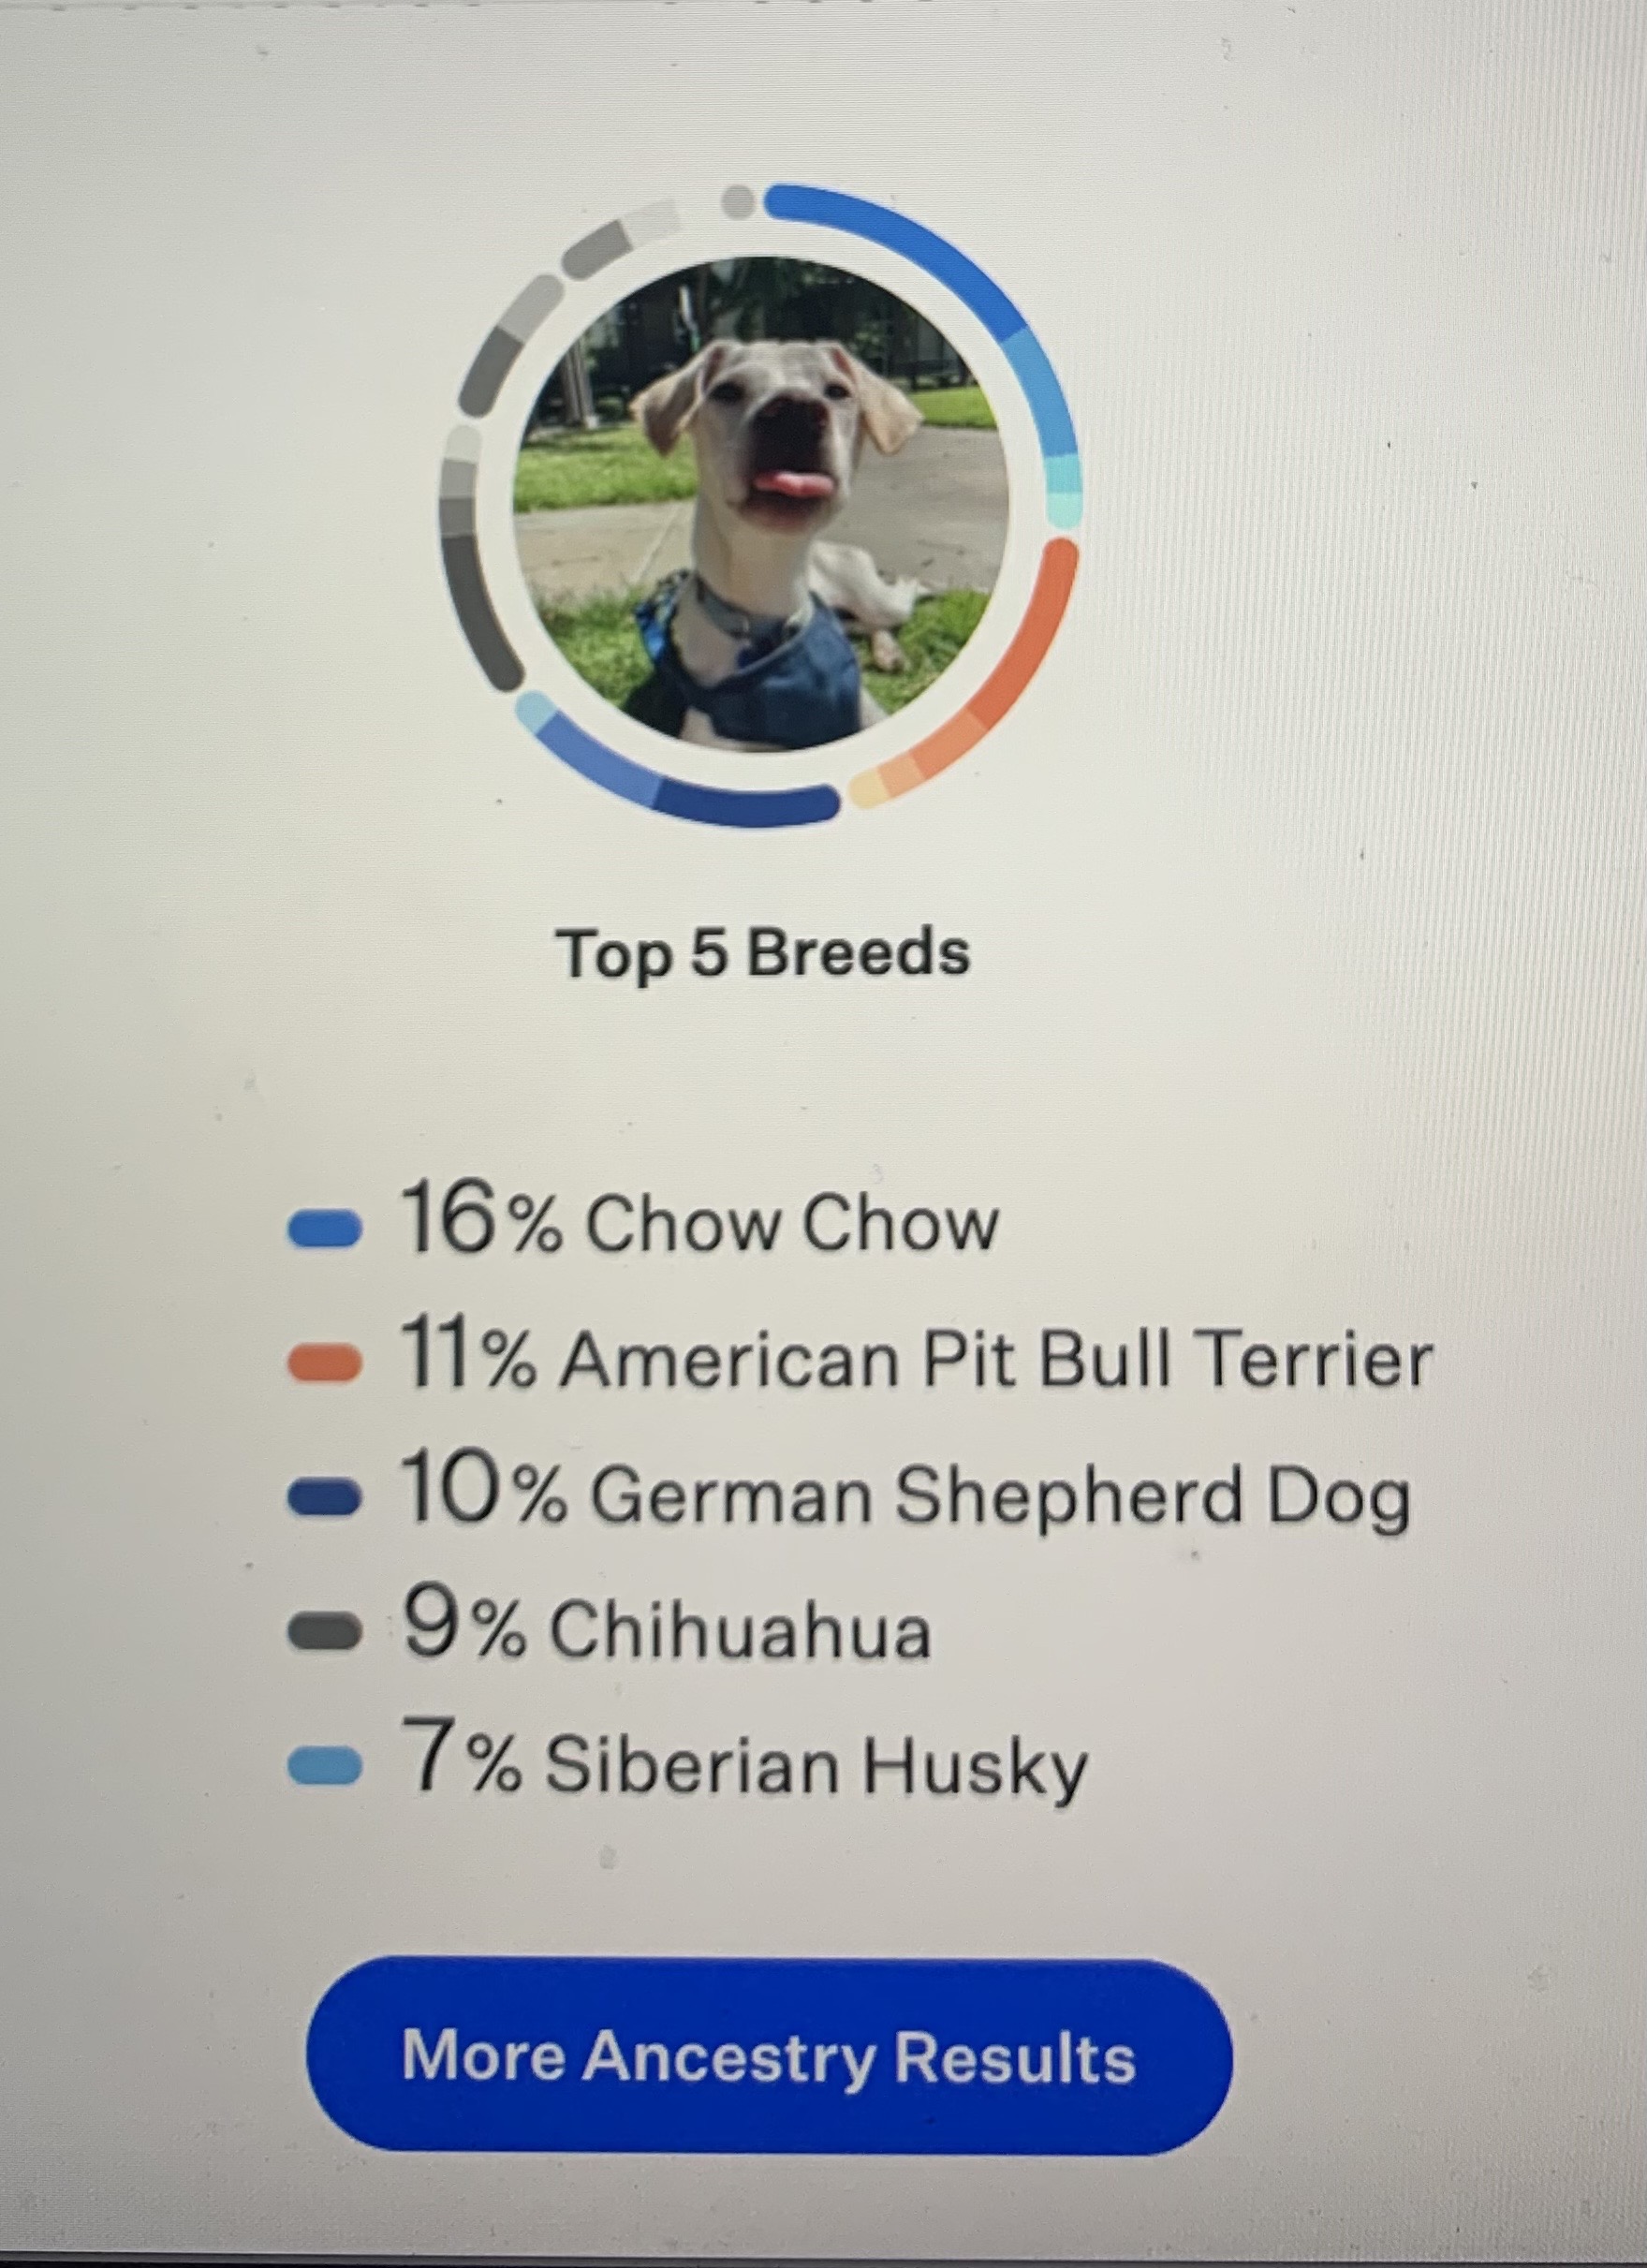 Top 5 Breeds
16% Chow Chow
11% American Pit Bull Terrier
10% German Shepherd Dog
9% Chihuahua
7% Siberian Husky
More Ancestry Results